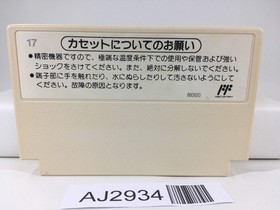 17
カセットについてのお願い
●精密機器ですので、極端な温度条件下での使用や保管および強い
ショックをさけてください。また、絶対に分解しないでください。
●端子部に手を触れたり、水にぬらしたりして汚さないようにして
ください。故障の原因となります。
AJ2934